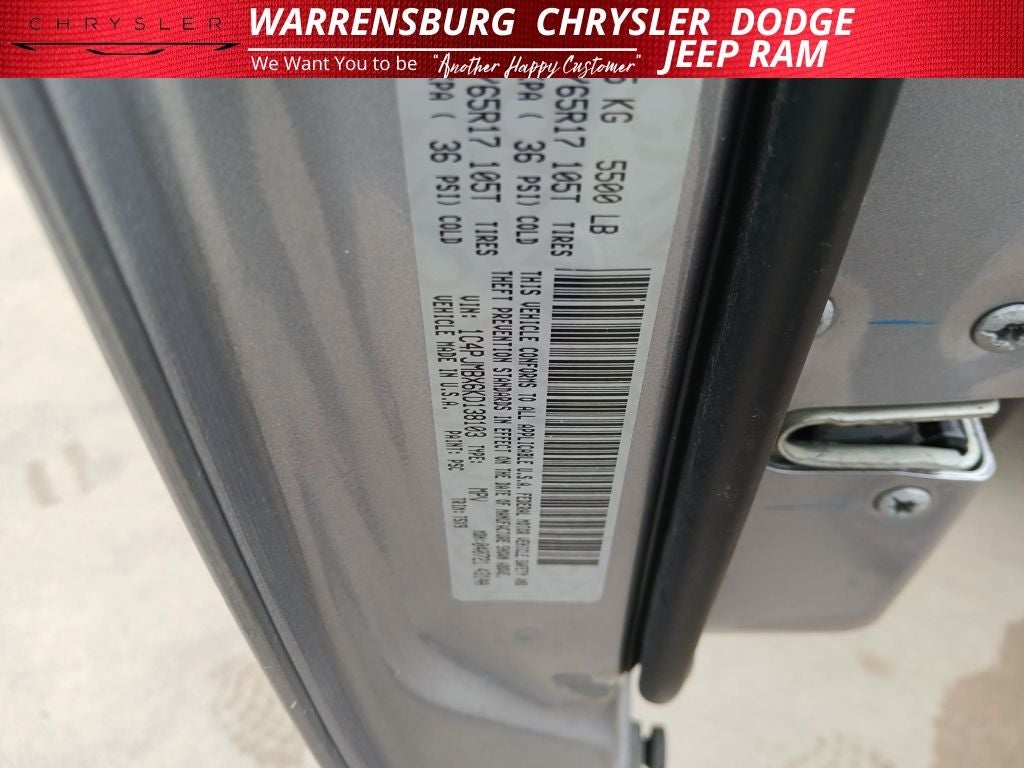 CHRYSLER
WARRENSBURG CHRYSLER DODGE
JEEP RAM
We Want You to be "Another Happy Customer"
KG 5500 LB
/65R17 105T TIRES
PA ( 36 PSI) COLD
/65R17 105T TIRES
PA ( 36 PSI) COLD
THIS VEHICLE CONFORMS TO ALL APPLICABLE U.S.A. FEDERAL MOTOR VEHICLE SAFETY AND
THEFT PREVENTION STANDARDS IN EFFECT ON THE DATE OF MANUFACTURE SHOWN ABOVE.
VIN: 1C4PJMBX6KD138103 TYPE: MPV
VEHICLE MADE IN U.S.A. PAINT: PSC TRIM: